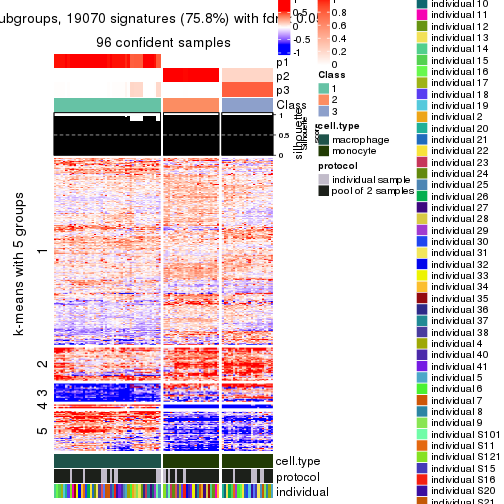 ubgroups, 19070 signatures (75.8%) with fdr
96 confident samples
k-means with 5 groups
1
2
3
4
5
p1
p2
p3
Class
silhouette
1
0.5
0
cell.type
protocol
individual
0.5
0
-0.5
-1
1
0.8
0.6
0.4
0.2
0
Class
1
2
3
cell.type
macrophage
monocyte
protocol
individual sample
pool of 2 samples
individual 10
individual 11
individual 12
individual 13
individual 14
individual 15
individual 16
individual 17
individual 18
individual 19
individual 2
individual 20
individual 21
individual 22
individual 23
individual 24
individual 25
individual 26
individual 27
individual 28
individual 29
individual 30
individual 31
individual 32
individual 33
individual 34
individual 35
individual 36
individual 37
individual 38
individual 4
individual 40
individual 41
individual 5
individual 6
individual 7
individual 8
individual 9
individual S101
individual S11
individual S121
individual S15
individual S16
individual S20
individual S21